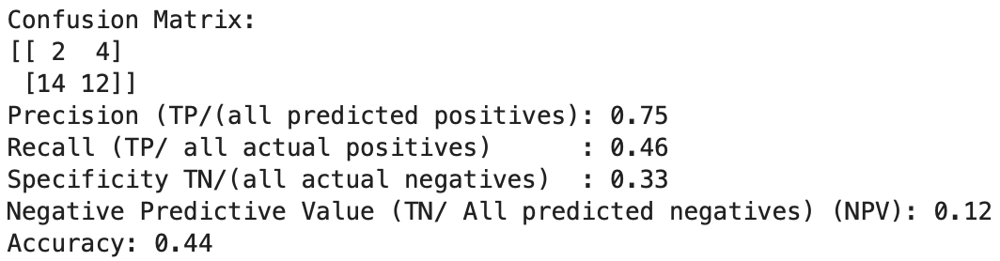 Confusion Matrix:
[[ 2  4]
 [14 12]]
Precision (TP/(all predicted positives): 0.75
Recall (TP/ all actual positives)      : 0.46
Specificity TN/(all actual negatives)  : 0.33
Negative Predictive Value (TN/ All predicted negatives) (NPV): 0.12
Accuracy: 0.44